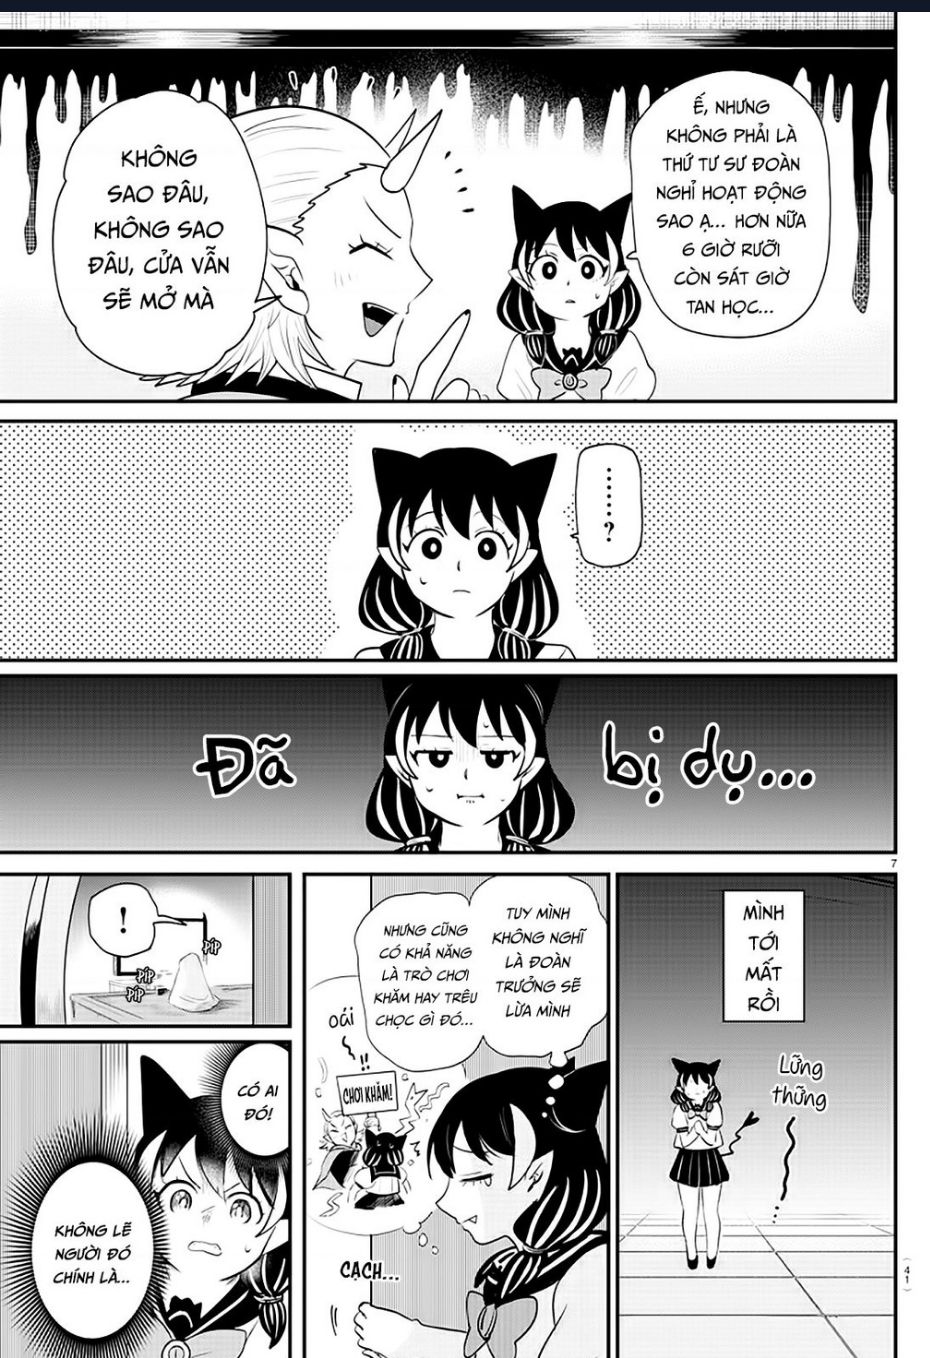 Ế, NHƯNG
KHÔNG PHẢI LÀ
THỨ TƯ SƯ ĐOÀN
NGHỈ HOẠT ĐỘNG
SAO Ạ... HƠN NỮA
6 GIỜ RƯỠI
CÒN SÁT GIỜ
TAN HỌC...
KHÔNG
SAO ĐÂU,
KHÔNG SAO
ĐÂU, CỬA VẪN
SẼ MỞ MÀ
.......?
Đã bị dụ...
7
MÌNH
TỚI
MẤT
RỒI
Lững
thững
TUY MÌNH
KHÔNG NGHĨ
LÀ ĐOÀN
TRƯỞNG SẼ
LỪA MÌNH
NHƯNG CŨNG
CÓ KHẢ NĂNG
LÀ TRÒ CHƠI
KHĂM HAY TRÊU
CHỌC GÌ ĐÓ...
OÁI
!!
CHƠI KHĂM!
CẠCH...
!
PÍP
PÍP
PÍP
CÓ AI
ĐÓ!
KHÔNG LẼ
NGƯỜI ĐÓ
CHÍNH LÀ...
(41)